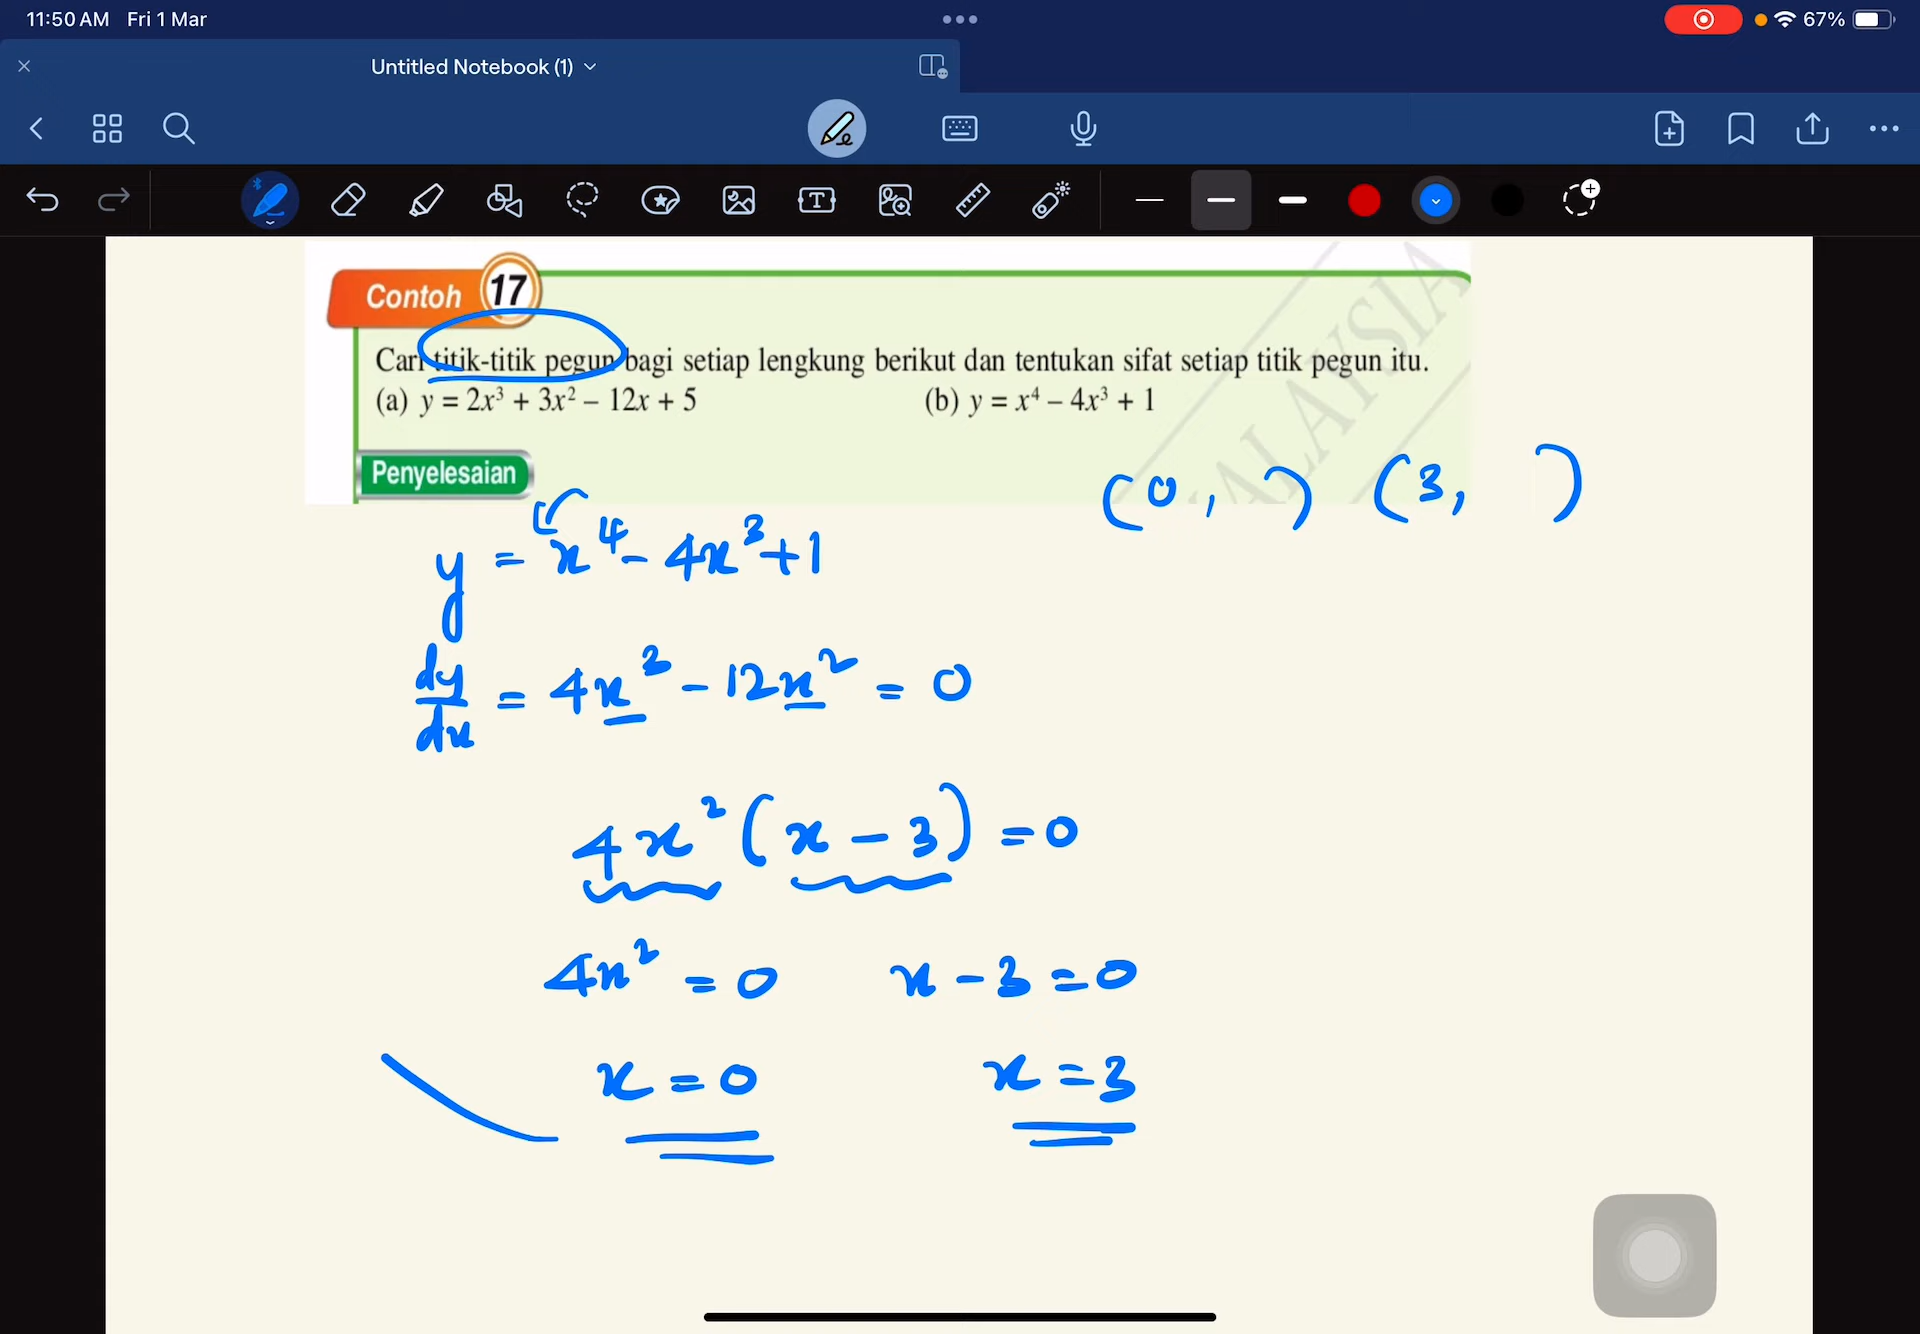 11:50 AM Fri 1 Mar
67%
Untitled Notebook (1)
Contoh 17
Cari titik-titik pegun bagi setiap lengkung berikut dan tentukan sifat setiap titik pegun itu.
(a) y = 2x³ + 3x² – 12x + 5 (b) y = x⁴ – 4x³ + 1
Penyelesaian
(0, ) (3, )
y = x⁴ - 4x³ + 1
dy/dx = 4x³ - 12x² = 0
4x² (x - 3) = 0
4x² = 0 x - 3 = 0
x = 0 x = 3